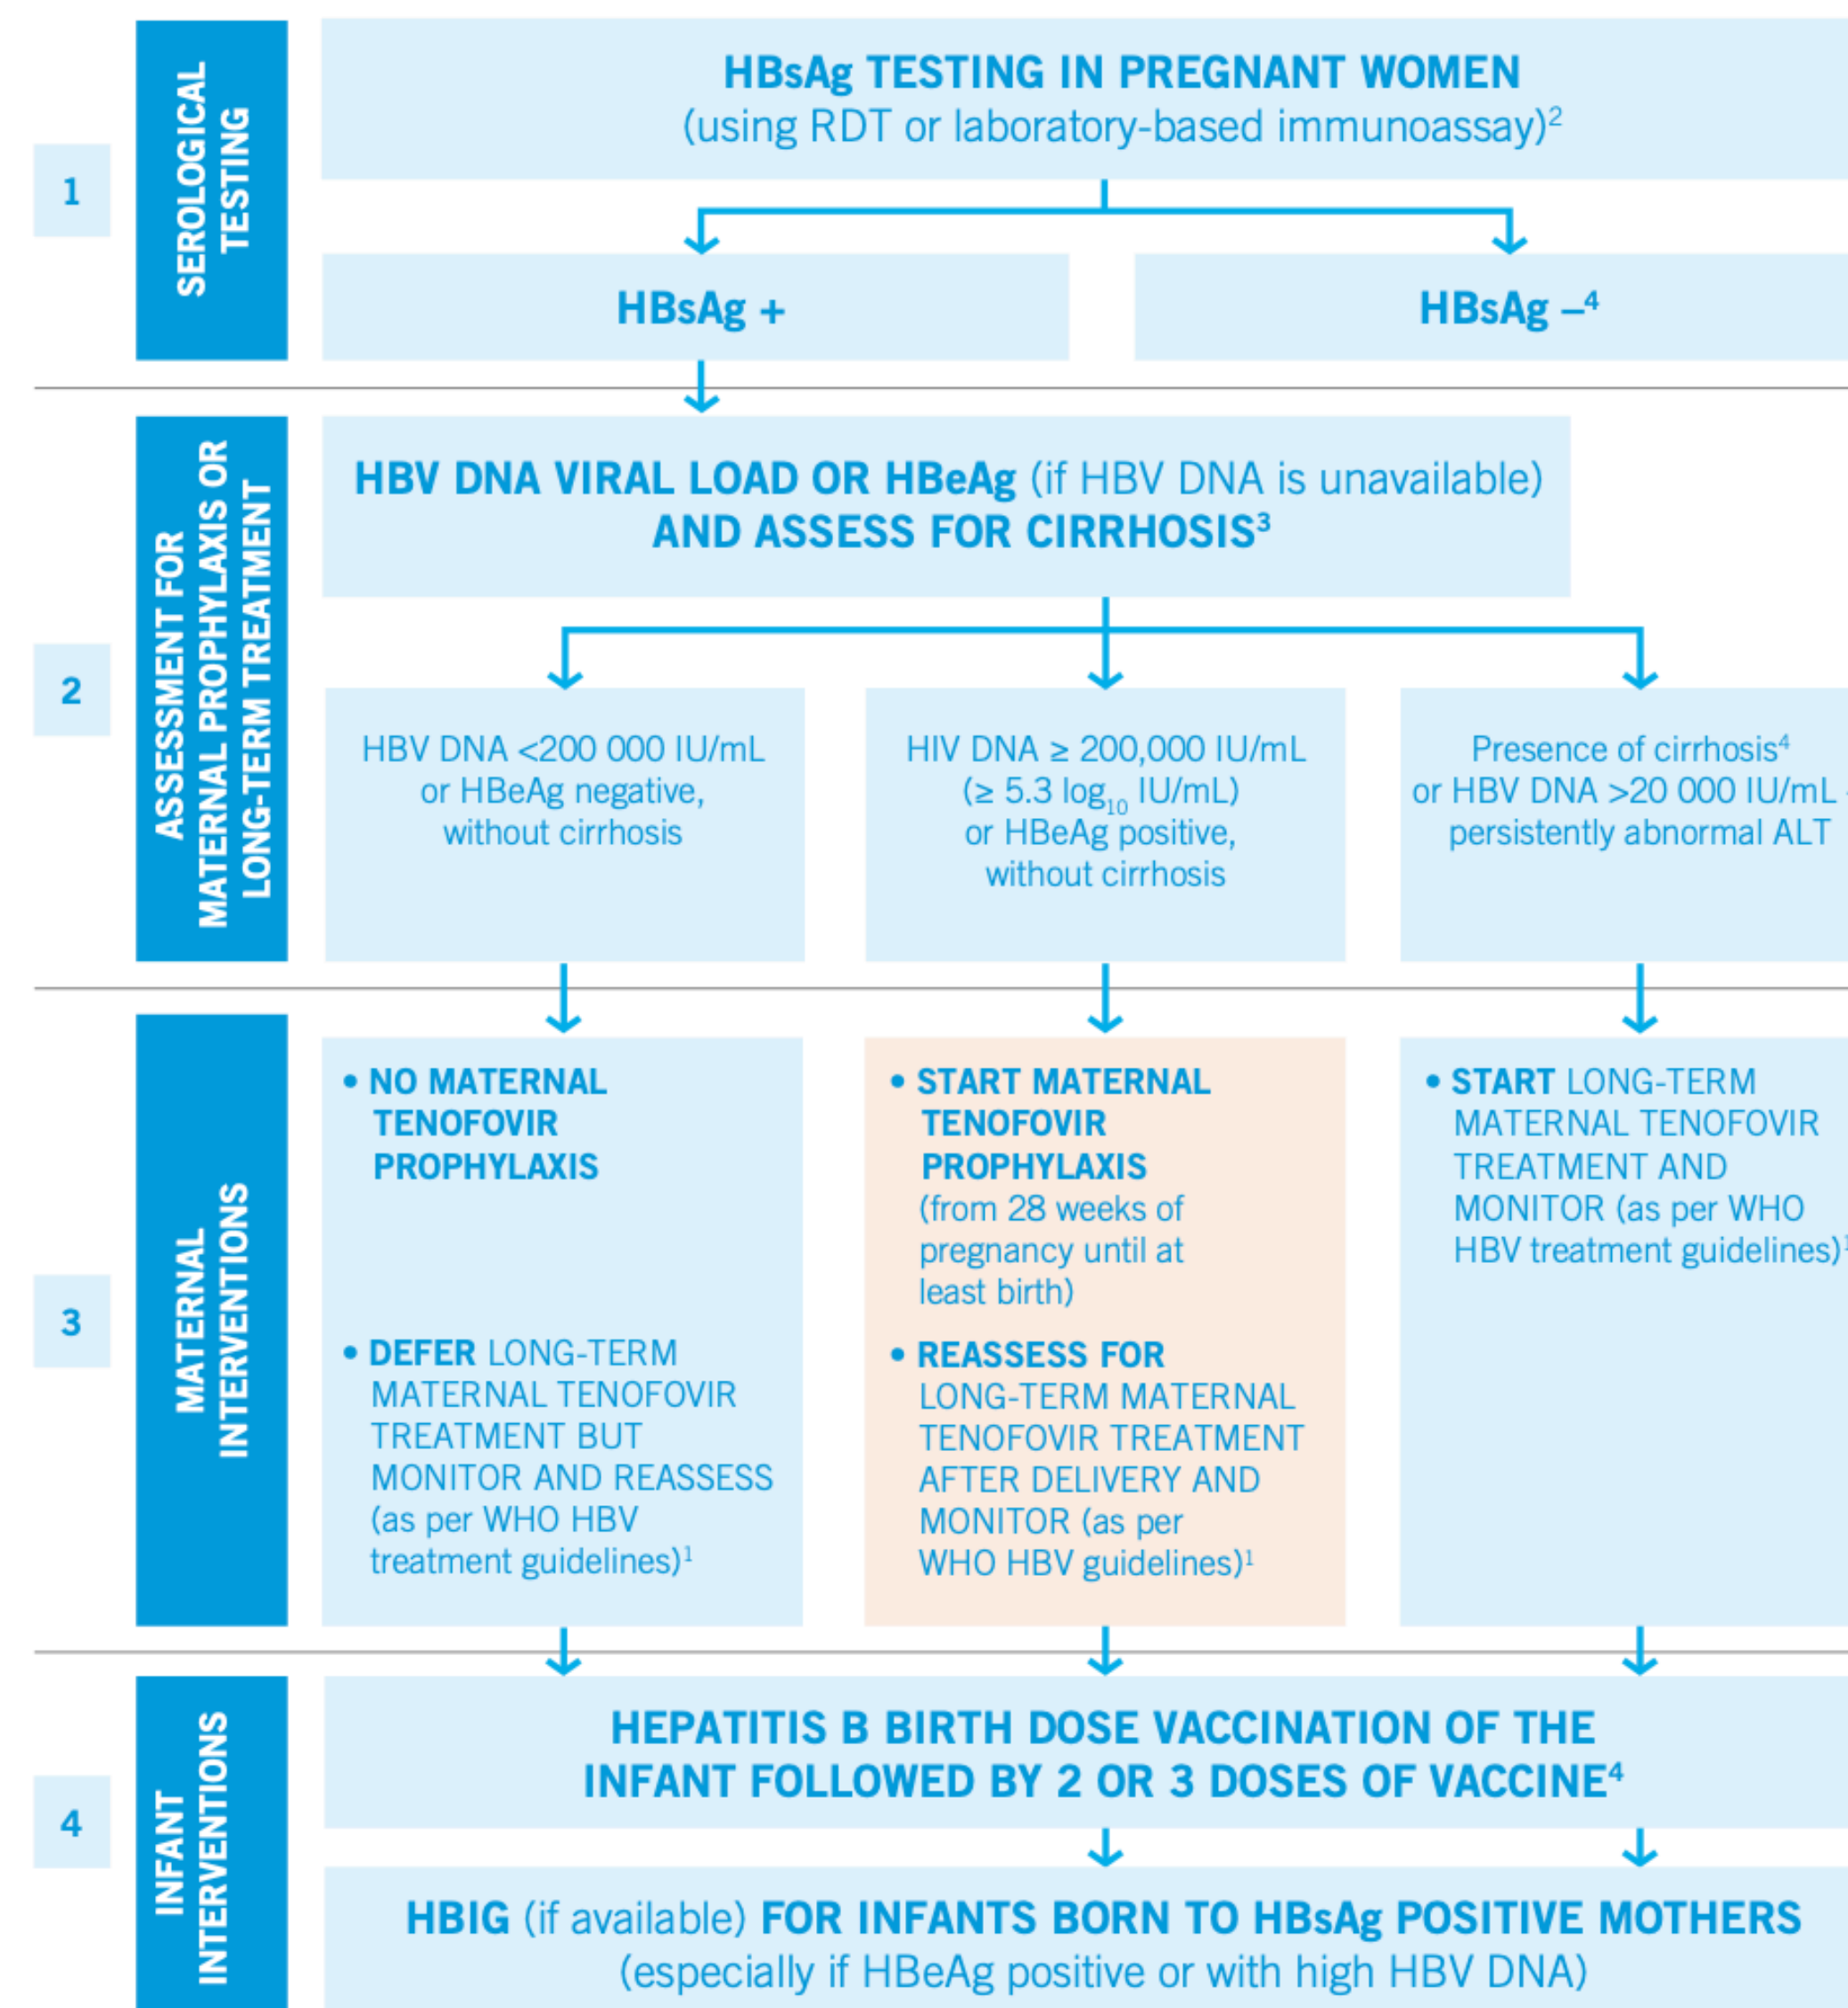 1
SEROLOGICAL
TESTING
HBsAg TESTING IN PREGNANT WOMEN
(using RDT or laboratory-based immunoassay)²
HBsAg +
HBsAg –⁴
2
ASSESSMENT FOR
MATERNAL PROPHYLAXIS OR
LONG-TERM TREATMENT
HBV DNA VIRAL LOAD OR HBeAg (if HBV DNA is unavailable)
AND ASSESS FOR CIRRHOSIS³
HBV DNA <200 000 IU/mL
or HBeAg negative,
without cirrhosis
HIV DNA ≥ 200,000 IU/mL
(≥ 5.3 log₁₀ IU/mL)
or HBeAg positive,
without cirrhosis
Presence of cirrhosis⁴
or HBV DNA >20 000 IU/mL
persistently abnormal ALT
3
MATERNAL
INTERVENTIONS
• NO MATERNAL
TENOFOVIR
PROPHYLAXIS
• DEFER LONG-TERM
MATERNAL TENOFOVIR
TREATMENT BUT
MONITOR AND REASSESS
(as per WHO HBV
treatment guidelines)¹
• START MATERNAL
TENOFOVIR
PROPHYLAXIS
(from 28 weeks of
pregnancy until at
least birth)
• REASSESS FOR
LONG-TERM MATERNAL
TENOFOVIR TREATMENT
AFTER DELIVERY AND
MONITOR (as per
WHO HBV guidelines)¹
• START LONG-TERM
MATERNAL TENOFOVIR
TREATMENT AND
MONITOR (as per WHO
HBV treatment guidelines)¹
4
INFANT
INTERVENTIONS
HEPATITIS B BIRTH DOSE VACCINATION OF THE
INFANT FOLLOWED BY 2 OR 3 DOSES OF VACCINE⁴
HBIG (if available) FOR INFANTS BORN TO HBsAg POSITIVE MOTHERS
(especially if HBeAg positive or with high HBV DNA)